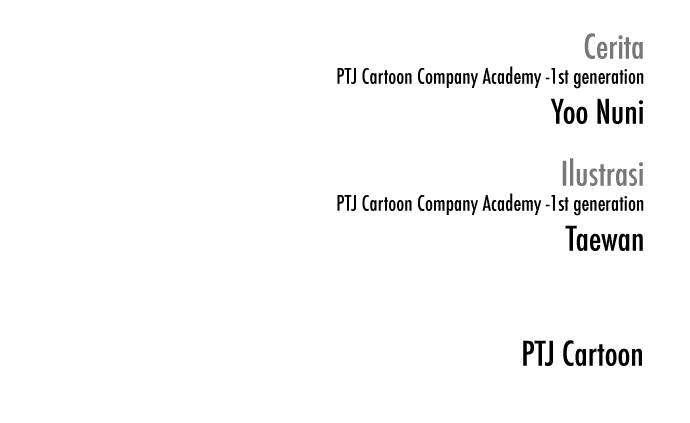 Cerita
PTJ Cartoon Company Academy -1st generation
Yoo Nuni
Ilustrasi
PTJ Cartoon Company Academy -1st generation
Taewan
PTJ Cartoon